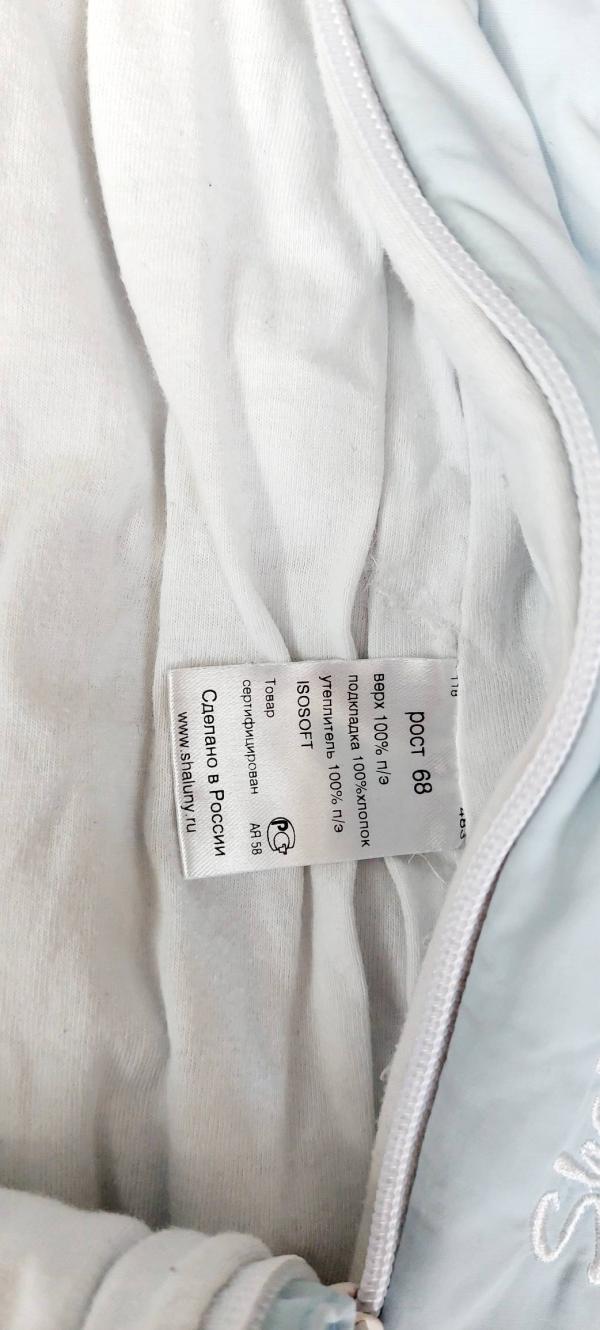 рост 68
верх 100% п/э
подкладка 100%хлопок
утеплитель 100% п/э
ISOSOFT
Товар
сертифицирован
АЯ 58
Сделано в России
www.shaluny.ru